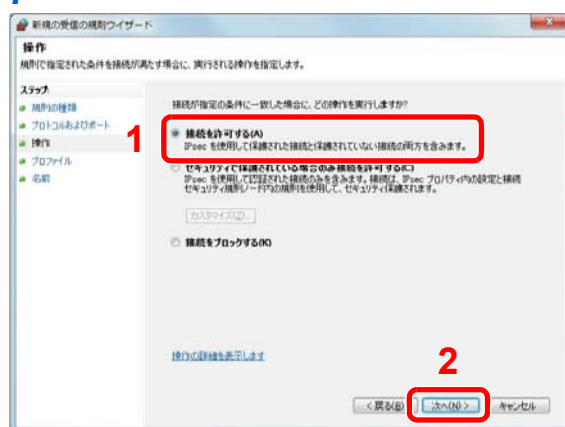 新規の受信の規則ウィザード
操作
規則で指定された条件を接続が満たす場合に、実行される操作を指定します。
ステップ:
規則の種類
プロトコルおよびポート
操作
プロファイル
名前
接続が指定の条件に一致した場合に、どの操作を実行しますか?
1
接続を許可する(A)
IPsec を使用して保護された接続と保護されていない接続の両方を含みます。
セキュリティで保護されている場合のみ接続を許可する(C)
IPsec を使用して認証された接続のみを含みます。接続は、IPsec プロパティ内の設定と接続
セキュリティ規則ノード内の規則を使用して、セキュリティ保護されます。
カスタマイズ(Z)...
接続をブロックする(K)
操作の詳細を表示します
2
< 戻る(B)
次へ(N) >
キャンセル